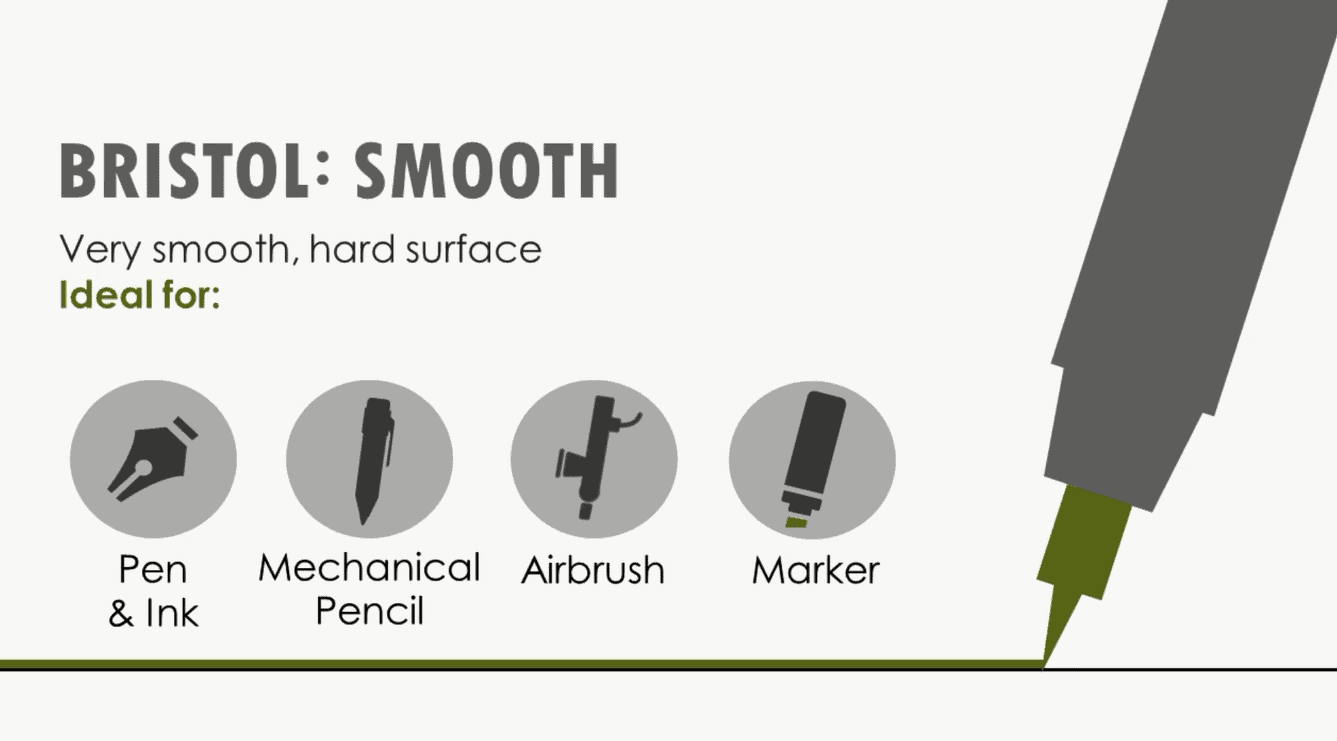 BRISTOL: SMOOTH
Very smooth, hard surface
Ideal for:
Pen
& Ink
Mechanical
Pencil
Airbrush
Marker